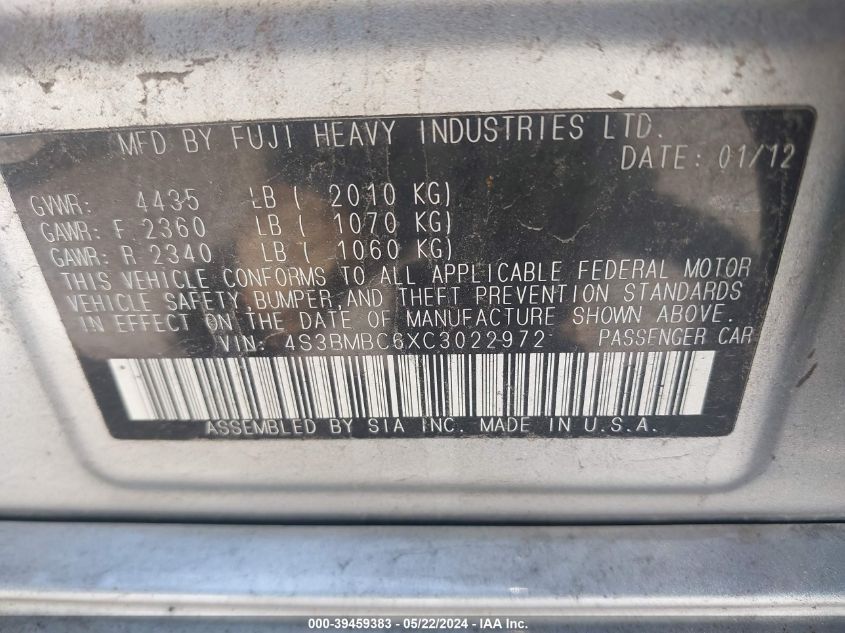 MFD BY FUJI HEAVY INDUSTRIES LTD.
DATE: 01/12
GVWR: 4435 LB ( 2010 KG)
GAWR: F 2360 LB ( 1070 KG)
GAWR: R 2340 LB ( 1060 KG)
THIS VEHICLE CONFORMS TO ALL APPLICABLE FEDERAL MOTOR
VEHICLE SAFETY, BUMPER, AND THEFT PREVENTION STANDARDS
IN EFFECT ON THE DATE OF MANUFACTURE SHOWN ABOVE.
VIN: 4S3BMBC6XC3022972 PASSENGER CAR
ASSEMBLED BY SIA INC. MADE IN U.S.A.
000-39459383 - 05/22/2024 - IAA Inc.